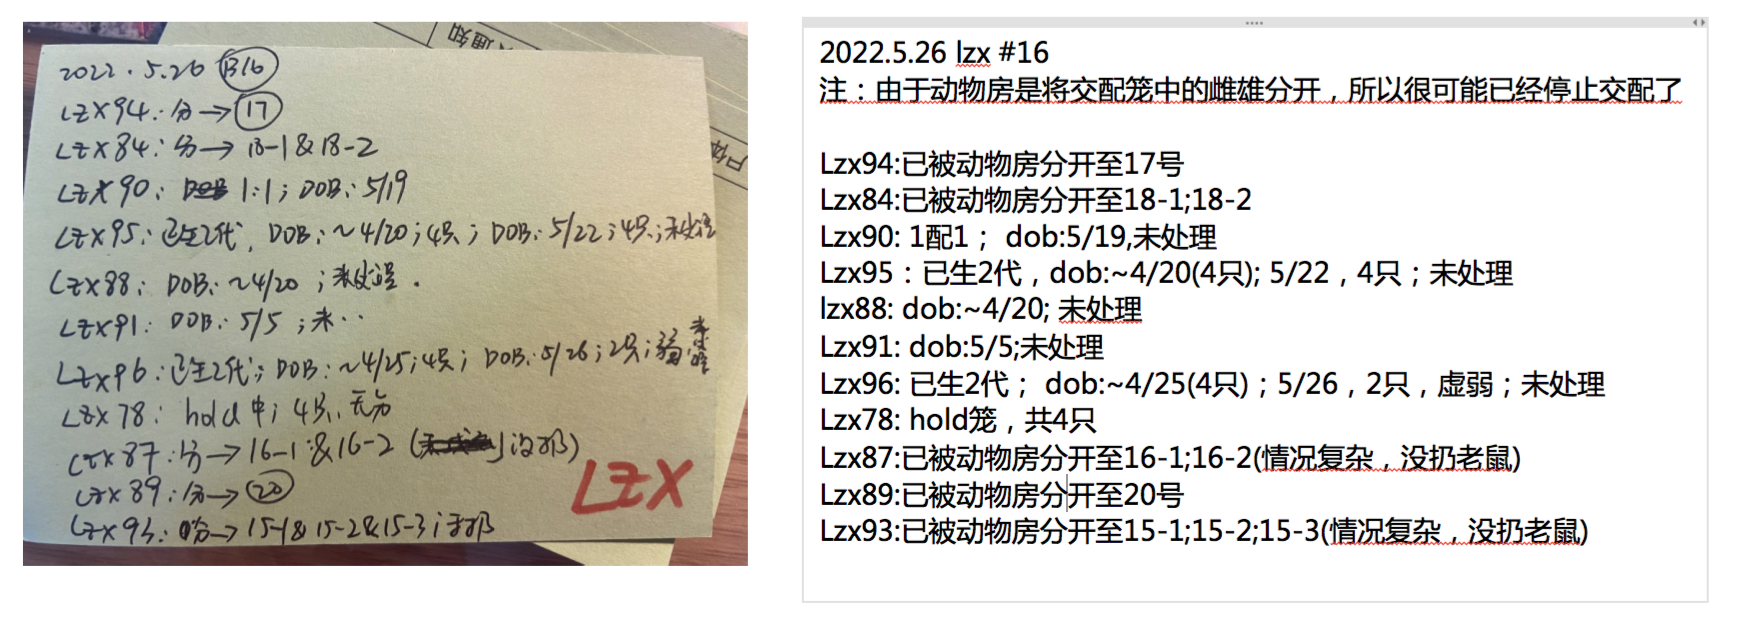 通知
户体
2022.5.26 B16
LZX94:分→17
LZX84:分→18-1&18-2
LZX90: 1:1; DOB: 5/19
LZX95:已生2代, DOB:~4/20;4只; DOB:5/22;4只;未处理
LZX88: DOB:~4/20;未处理.
LZX91: DOB:5/5;未··
LZX96:已生2代; DOB:~4/25;4只; DOB:5/26;2只;弱;未处理
LZX78: hold中;4只.
LZX87:分→16-1&16-2 (没扔)
LZX89:分→20
LZX93:分→15-1&15-2&15-3;没扔
LZX
2022.5.26 lzx #16
注：由于动物房是将交配笼中的雌雄分开，所以很可能已经停止交配了
Lzx94:已被动物房分开至17号
Lzx84:已被动物房分开至18-1;18-2
Lzx90: 1配1； dob:5/19,未处理
Lzx95：已生2代，dob:~4/20(4只); 5/22，4只；未处理
lzx88: dob:~4/20; 未处理
Lzx91: dob:5/5;未处理
Lzx96: 已生2代； dob:~4/25(4只)；5/26，2只，虚弱；未处理
Lzx78: hold笼，共4只
Lzx87:已被动物房分开至16-1;16-2(情况复杂，没扔老鼠)
Lzx89:已被动物房分开至20号
Lzx93:已被动物房分开至15-1;15-2;15-3(情况复杂，没扔老鼠)